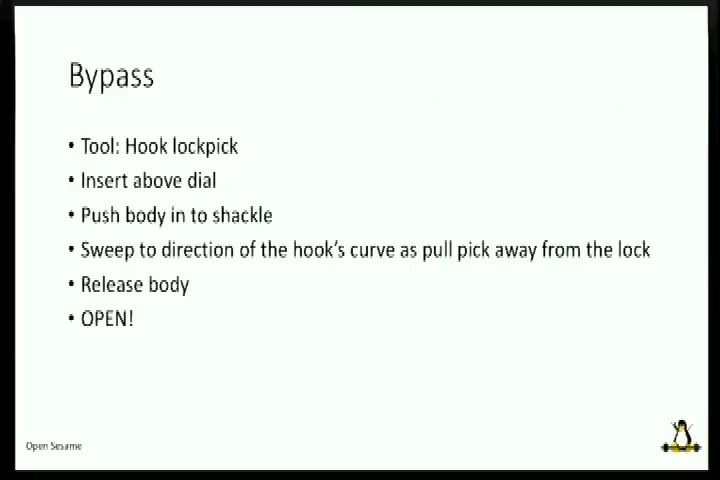 Bypass
• Tool: Hook lockpick
• Insert above dial
• Push body in to shackle
• Sweep to direction of the hook's curve as pull pick away from the lock
• Release body
• OPEN!
Open Sesame